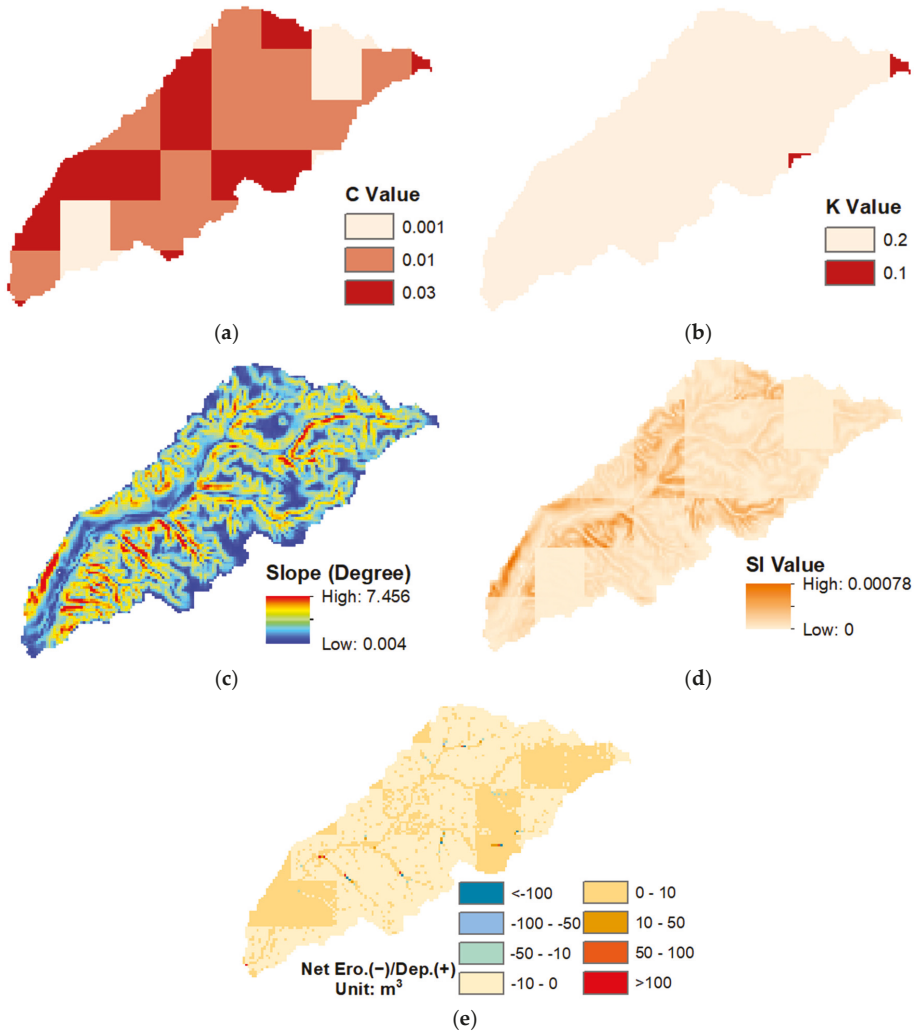 C Value
0.001
0.01
0.03
(a)
K Value
0.2
0.1
(b)
Slope (Degree)
High: 7.456
Low: 0.004
(c)
SI Value
High: 0.00078
Low: 0
(d)
Net Ero.(−)/Dep.(+)
Unit: m³
<-100
-100 - -50
-50 - -10
-10 - 0
0 - 10
10 - 50
50 - 100
>100
(e)